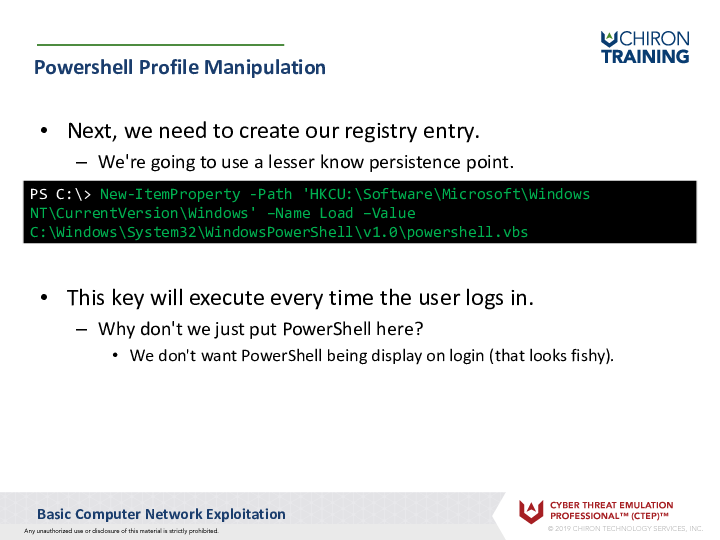 CHIRON
TRAINING
Powershell Profile Manipulation
• Next, we need to create our registry entry.
– We're going to use a lesser know persistence point.
PS C:\> New-ItemProperty -Path 'HKCU:\Software\Microsoft\Windows
NT\CurrentVersion\Windows' –Name Load –Value
C:\Windows\System32\WindowsPowerShell\v1.0\powershell.vbs
• This key will execute every time the user logs in.
– Why don't we just put PowerShell here?
• We don't want PowerShell being display on login (that looks fishy).
Basic Computer Network Exploitation
Any unauthorized use or disclosure of this material is strictly prohibited.
CYBER THREAT EMULATION
PROFESSIONAL™ (CTEP)™
© 2019 CHIRON TECHNOLOGY SERVICES, INC.